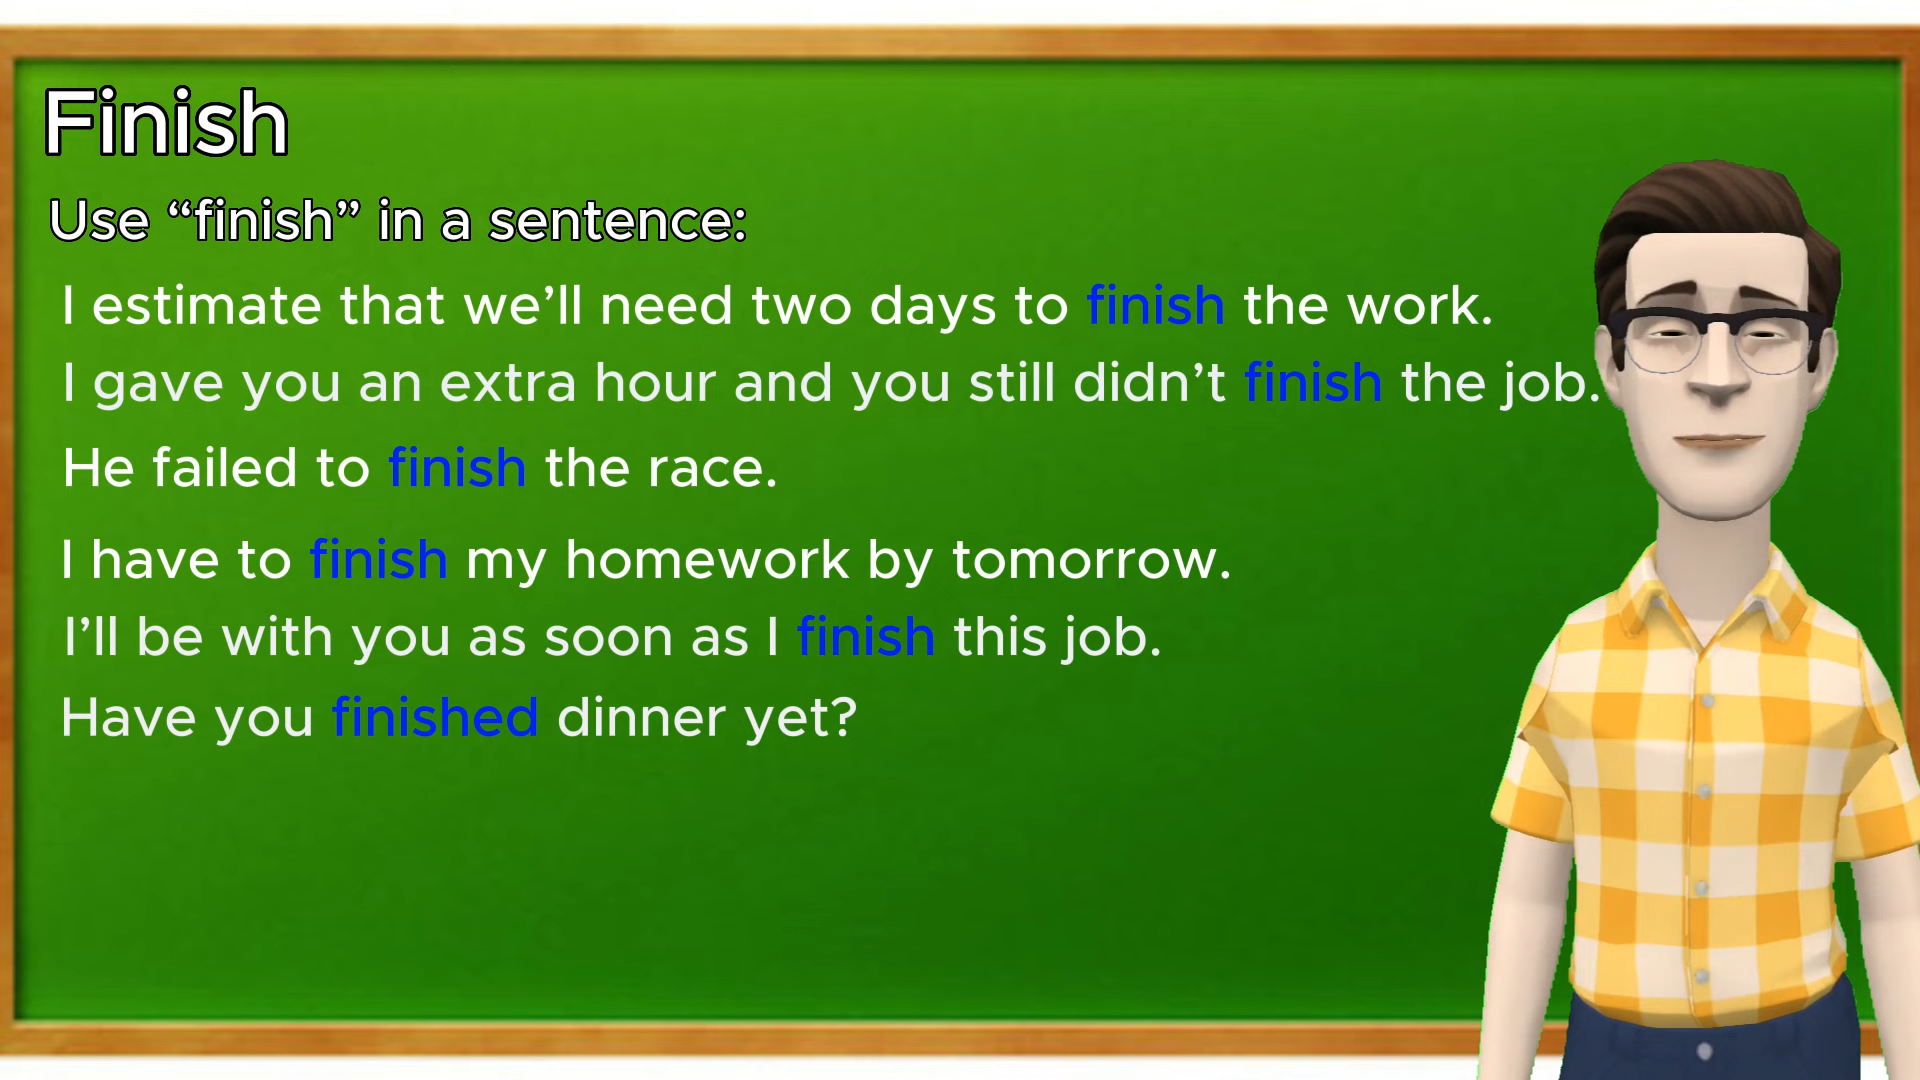 Finish
Use “finish” in a sentence:
I estimate that we’ll need two days to finish the work.
I gave you an extra hour and you still didn’t finish the job.
He failed to finish the race.
I have to finish my homework by tomorrow.
I’ll be with you as soon as I finish this job.
Have you finished dinner yet?